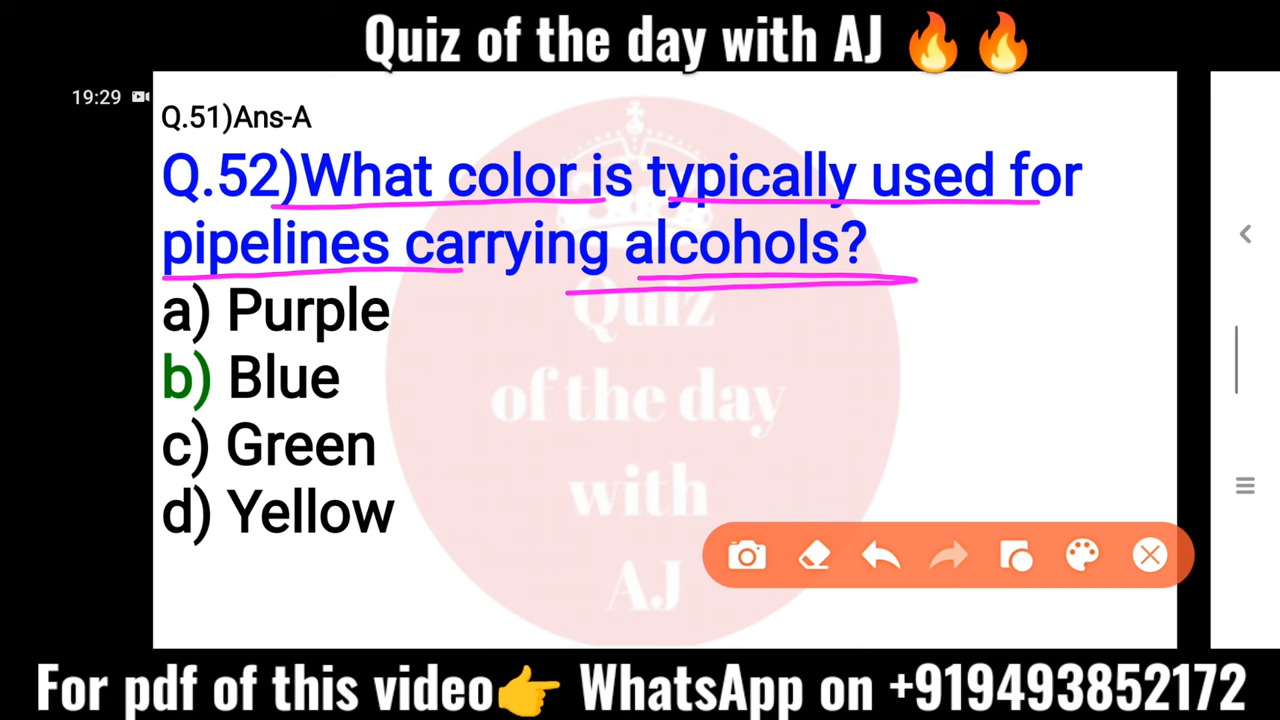 Quiz of the day with AJ 🔥🔥
19:29
Q.51)Ans-A
Q.52)What color is typically used for
pipelines carrying alcohols?
a) Purple
b) Blue
c) Green
d) Yellow
Quiz
of the day
with
AJ
For pdf of this video👉 WhatsApp on +919493852172